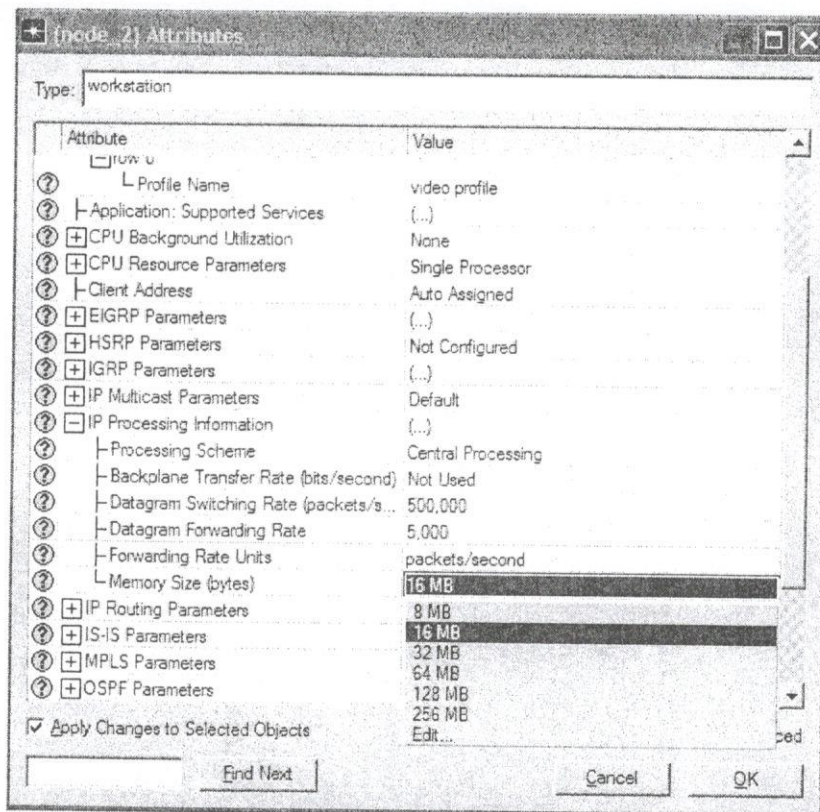 (node_2) Attributes
Type: workstation
Attribute Value
row 0
Profile Name video profile
Application: Supported Services (...)
CPU Background Utilization None
CPU Resource Parameters Single Processor
Client Address Auto Assigned
EIGRP Parameters (...)
HSRP Parameters Not Configured
IGRP Parameters (...)
IP Multicast Parameters Default
IP Processing Information (...)
Processing Scheme Central Processing
Backplane Transfer Rate (bits/second) Not Used
Datagram Switching Rate (packets/s... 500,000
Datagram Forwarding Rate 5,000
Forwarding Rate Units packets/second
Memory Size (bytes) 16 MB
IP Routing Parameters 8 MB
IS-IS Parameters 16 MB
32 MB
MPLS Parameters 64 MB
OSPF Parameters 128 MB
256 MB
Apply Changes to Selected Objects Edit... ced
Find Next Cancel OK